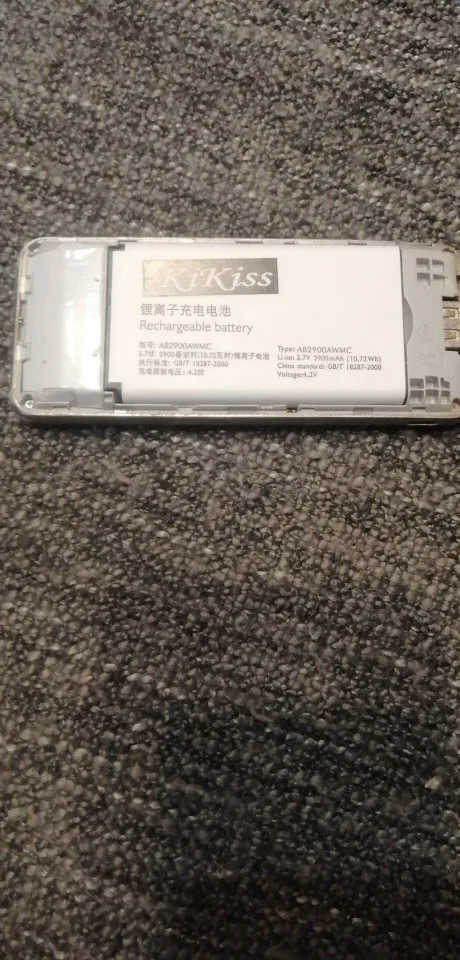 KiKiss
锂离子充电电池
Rechargeable battery
型号: AB2900AWMC
3.7伏 2900毫安时(10.73瓦时)锂离子电池
执行标准: GB/T 18287-2000
充电限制电压: 4.2伏
Type: AB2900AWMC
Li-ion 3.7V 2900mAh (10.73Wh)
China standard: GB/T 18287-2000
Voltage:4.2V